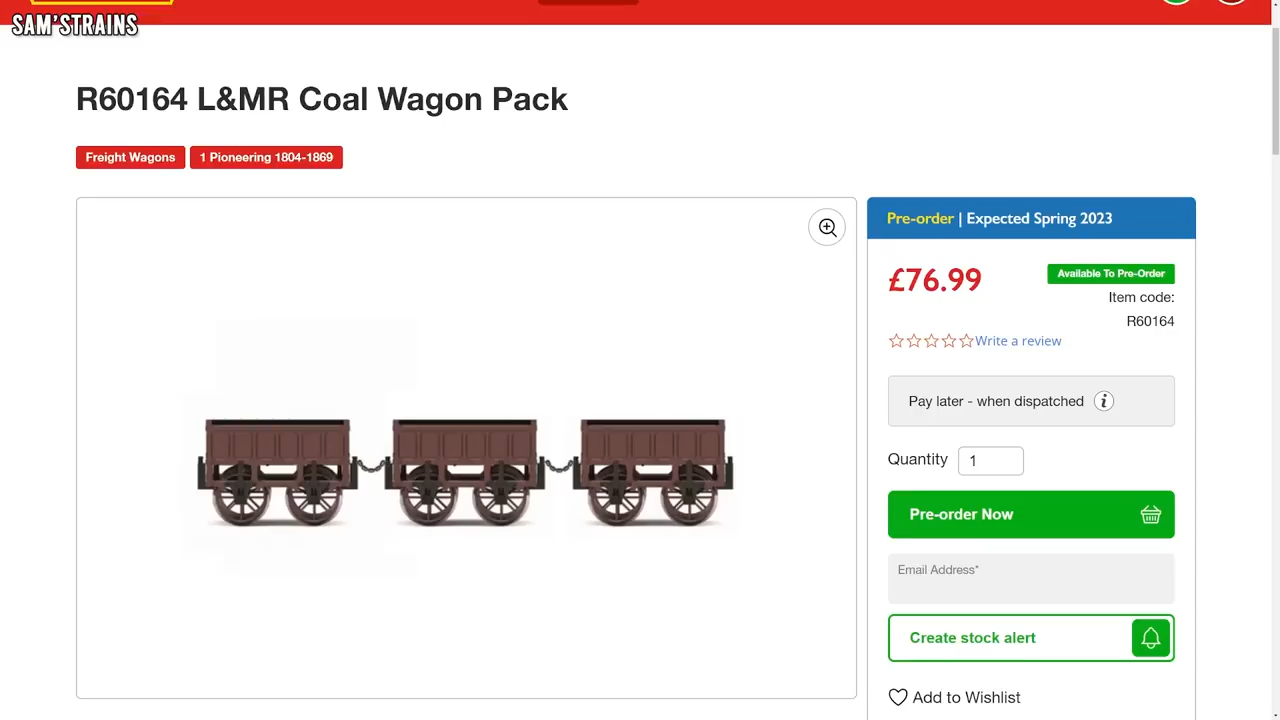 SAM'STRAINS
R60164 L&MR Coal Wagon Pack
Freight Wagons
1 Pioneering 1804-1869
Pre-order | Expected Spring 2023
£76.99
Available To Pre-Order
Item code:
R60164
Write a review
Pay later - when dispatched
Quantity
1
Pre-order Now
Email Address*
Create stock alert
Add to Wishlist